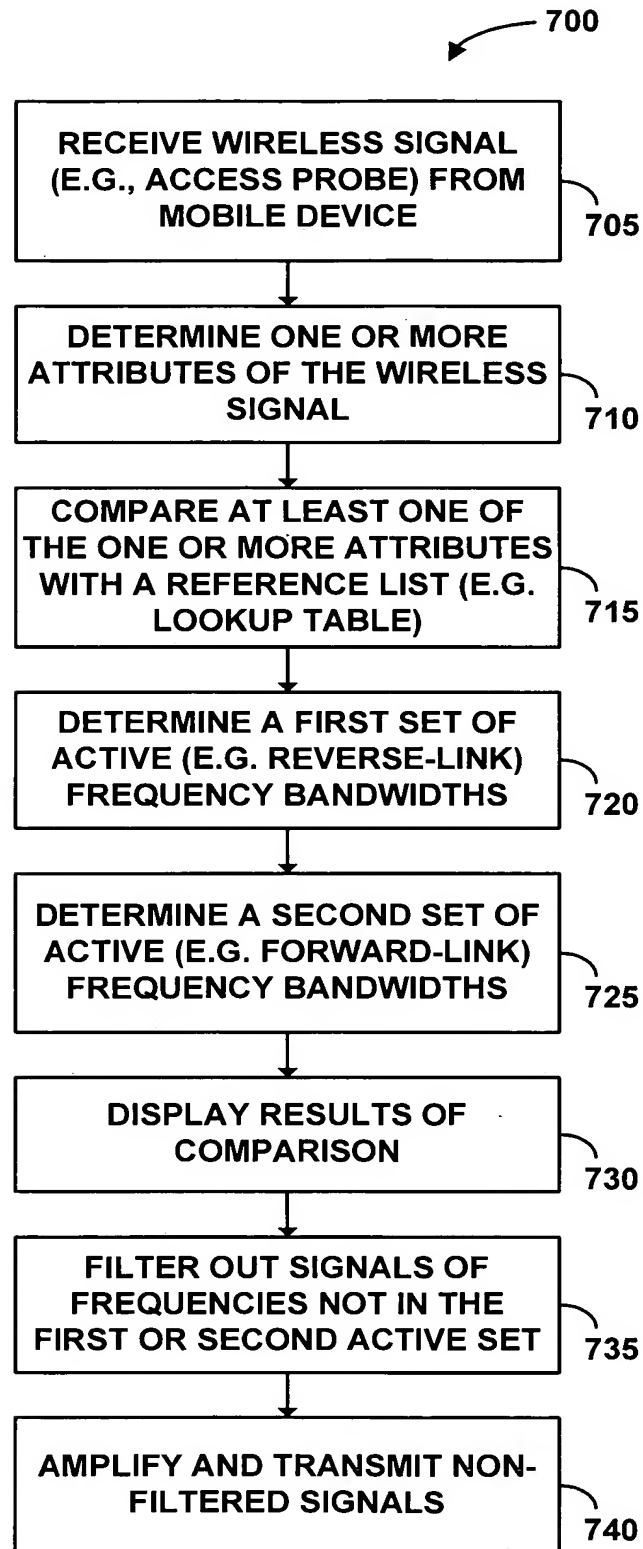 700
RECEIVE WIRELESS SIGNAL
(E.G., ACCESS PROBE) FROM
MOBILE DEVICE
705
DETERMINE ONE OR MORE
ATTRIBUTES OF THE WIRELESS
SIGNAL
710
COMPARE AT LEAST ONE OF
THE ONE OR MORE ATTRIBUTES
WITH A REFERENCE LIST (E.G.
LOOKUP TABLE)
715
DETERMINE A FIRST SET OF
ACTIVE (E.G. REVERSE-LINK)
FREQUENCY BANDWIDTHS
720
DETERMINE A SECOND SET OF
ACTIVE (E.G. FORWARD-LINK)
FREQUENCY BANDWIDTHS
725
DISPLAY RESULTS OF
COMPARISON
730
FILTER OUT SIGNALS OF
FREQUENCIES NOT IN THE
FIRST OR SECOND ACTIVE SET
735
AMPLIFY AND TRANSMIT NON-
FILTERED SIGNALS
740